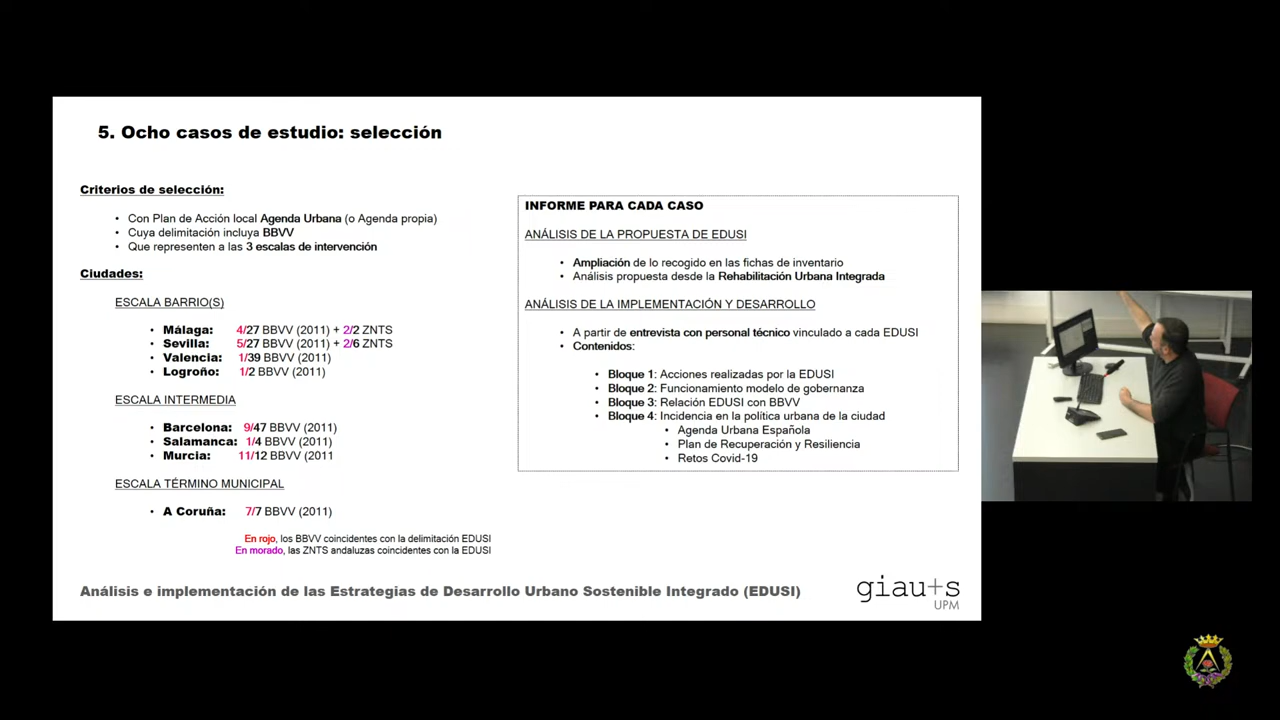 5. Ocho casos de estudio: selección
Criterios de selección:
• Con Plan de Acción local Agenda Urbana (o Agenda propia)
• Cuya delimitación incluya BBVV
• Que representen a las 3 escalas de intervención
Ciudades:
ESCALA BARRIO(S)
• Málaga: 4/27 BBVV (2011) + 2/2 ZNTS
• Sevilla: 5/27 BBVV (2011) + 2/6 ZNTS
• Valencia: 1/39 BBVV (2011)
• Logroño: 1/2 BBVV (2011)
ESCALA INTERMEDIA
• Barcelona: 9/47 BBVV (2011)
• Salamanca: 1/4 BBVV (2011)
• Murcia: 11/12 BBVV (2011
ESCALA TÉRMINO MUNICIPAL
• A Coruña: 7/7 BBVV (2011)
En rojo, los BBVV coincidentes con la delimitación EDUSI
En morado, las ZNTS andaluzas coincidentes con la EDUSI
INFORME PARA CADA CASO
ANÁLISIS DE LA PROPUESTA DE EDUSI
• Ampliación de lo recogido en las fichas de inventario
• Análisis propuesta desde la Rehabilitación Urbana Integrada
ANÁLISIS DE LA IMPLEMENTACIÓN Y DESARROLLO
• A partir de entrevista con personal técnico vinculado a cada EDUSI
• Contenidos:
• Bloque 1: Acciones realizadas por la EDUSI
• Bloque 2: Funcionamiento modelo de gobernanza
• Bloque 3: Relación EDUSI con BBVV
• Bloque 4: Incidencia en la política urbana de la ciudad
• Agenda Urbana Española
• Plan de Recuperación y Resiliencia
• Retos Covid-19
Análisis e implementación de las Estrategias de Desarrollo Urbano Sostenible Integrado (EDUSI)
giau+s
UPM